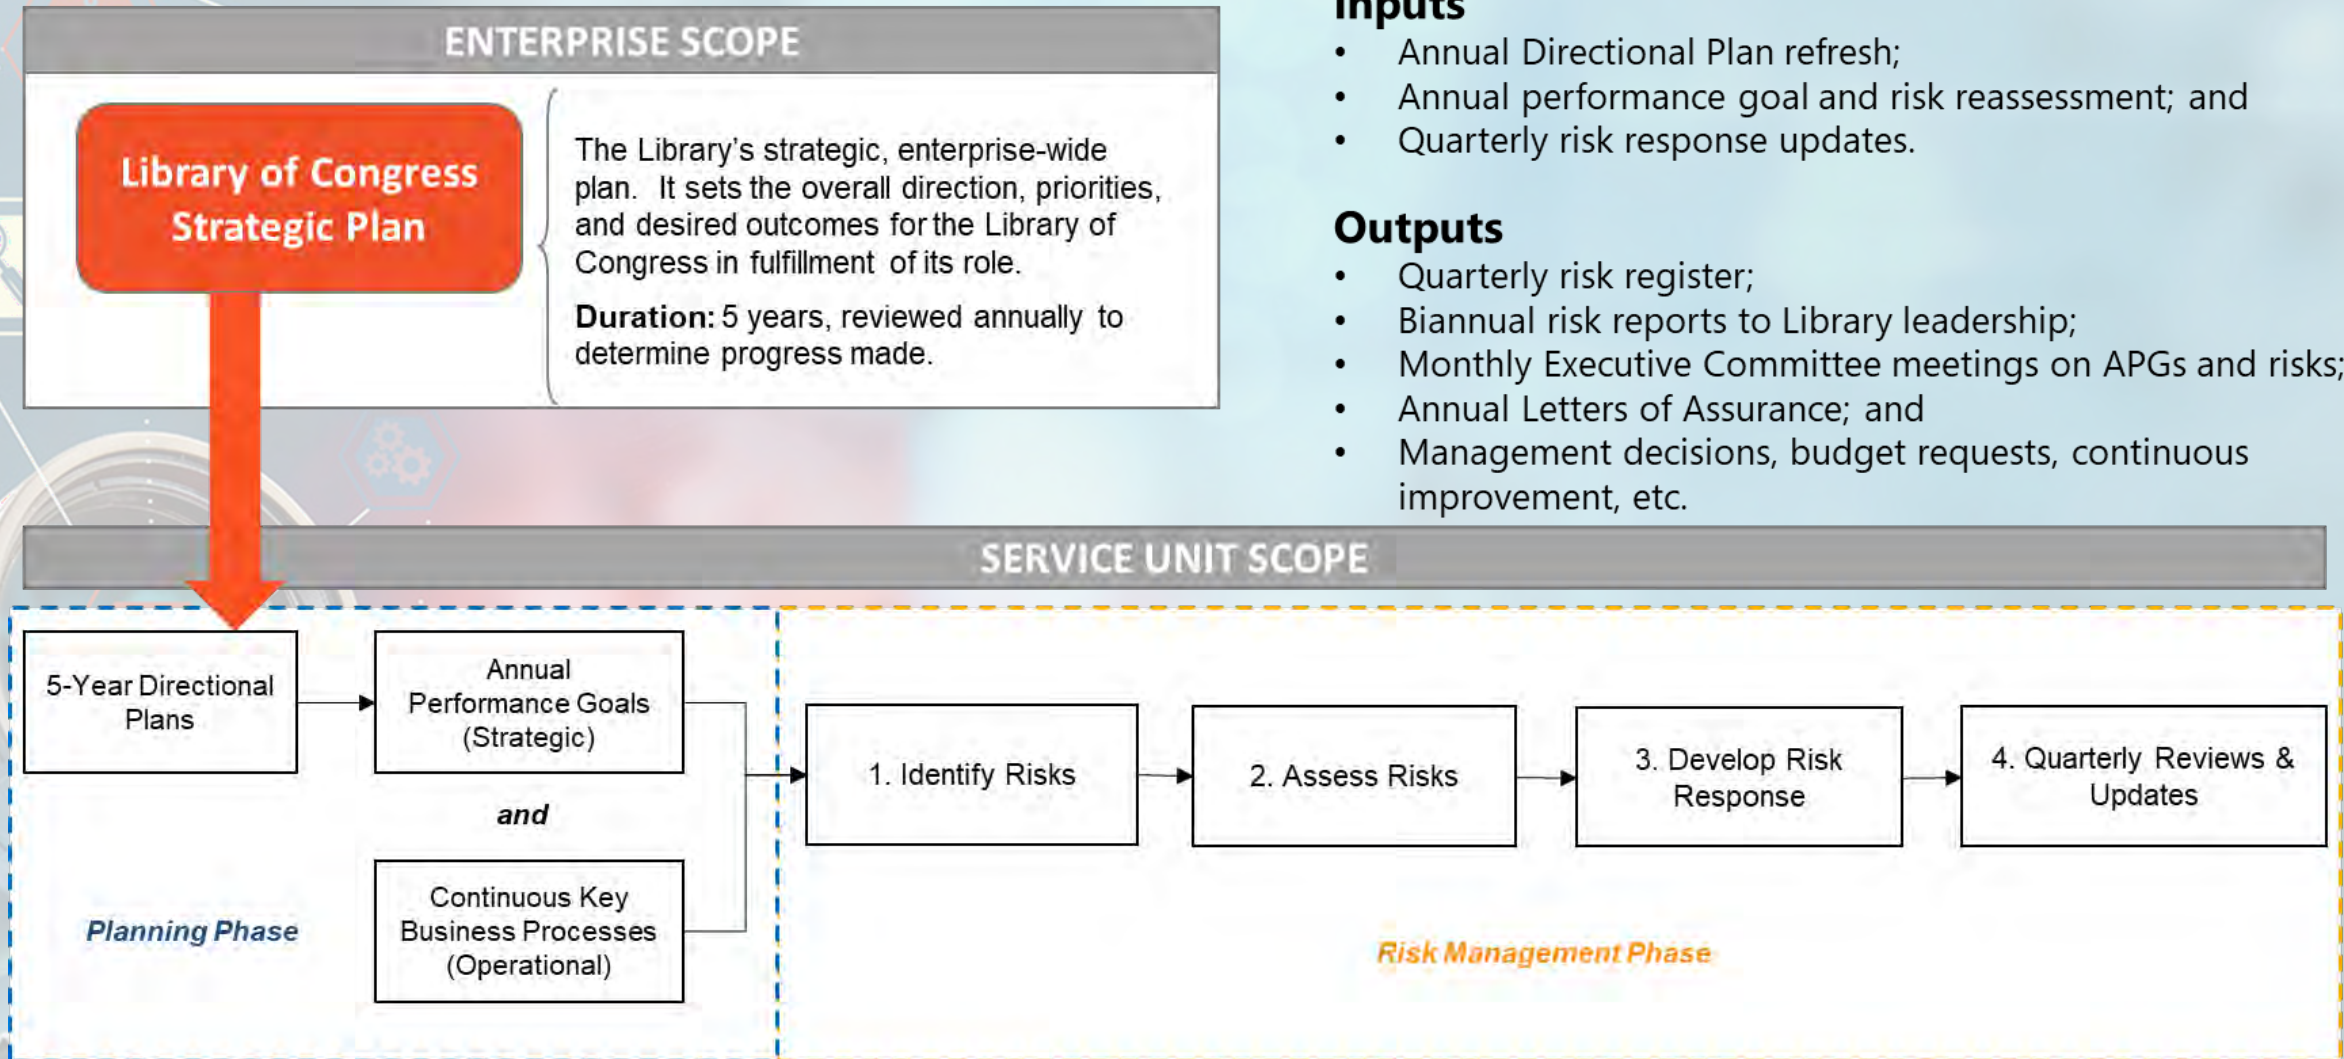 ENTERPRISE SCOPE
Library of Congress
Strategic Plan
The Library's strategic, enterprise-wide
plan. It sets the overall direction, priorities,
and desired outcomes for the Library of
Congress in fulfillment of its role.
Duration: 5 years, reviewed annually to
determine progress made.
Inputs
• Annual Directional Plan refresh;
• Annual performance goal and risk reassessment; and
• Quarterly risk response updates.
Outputs
• Quarterly risk register;
• Biannual risk reports to Library leadership;
• Monthly Executive Committee meetings on APGs and risks;
• Annual Letters of Assurance; and
• Management decisions, budget requests, continuous
improvement, etc.
SERVICE UNIT SCOPE
5-Year Directional
Plans
Annual
Performance Goals
(Strategic)
and
Continuous Key
Business Processes
(Operational)
Planning Phase
1. Identify Risks
2. Assess Risks
3. Develop Risk
Response
4. Quarterly Reviews &
Updates
Risk Management Phase